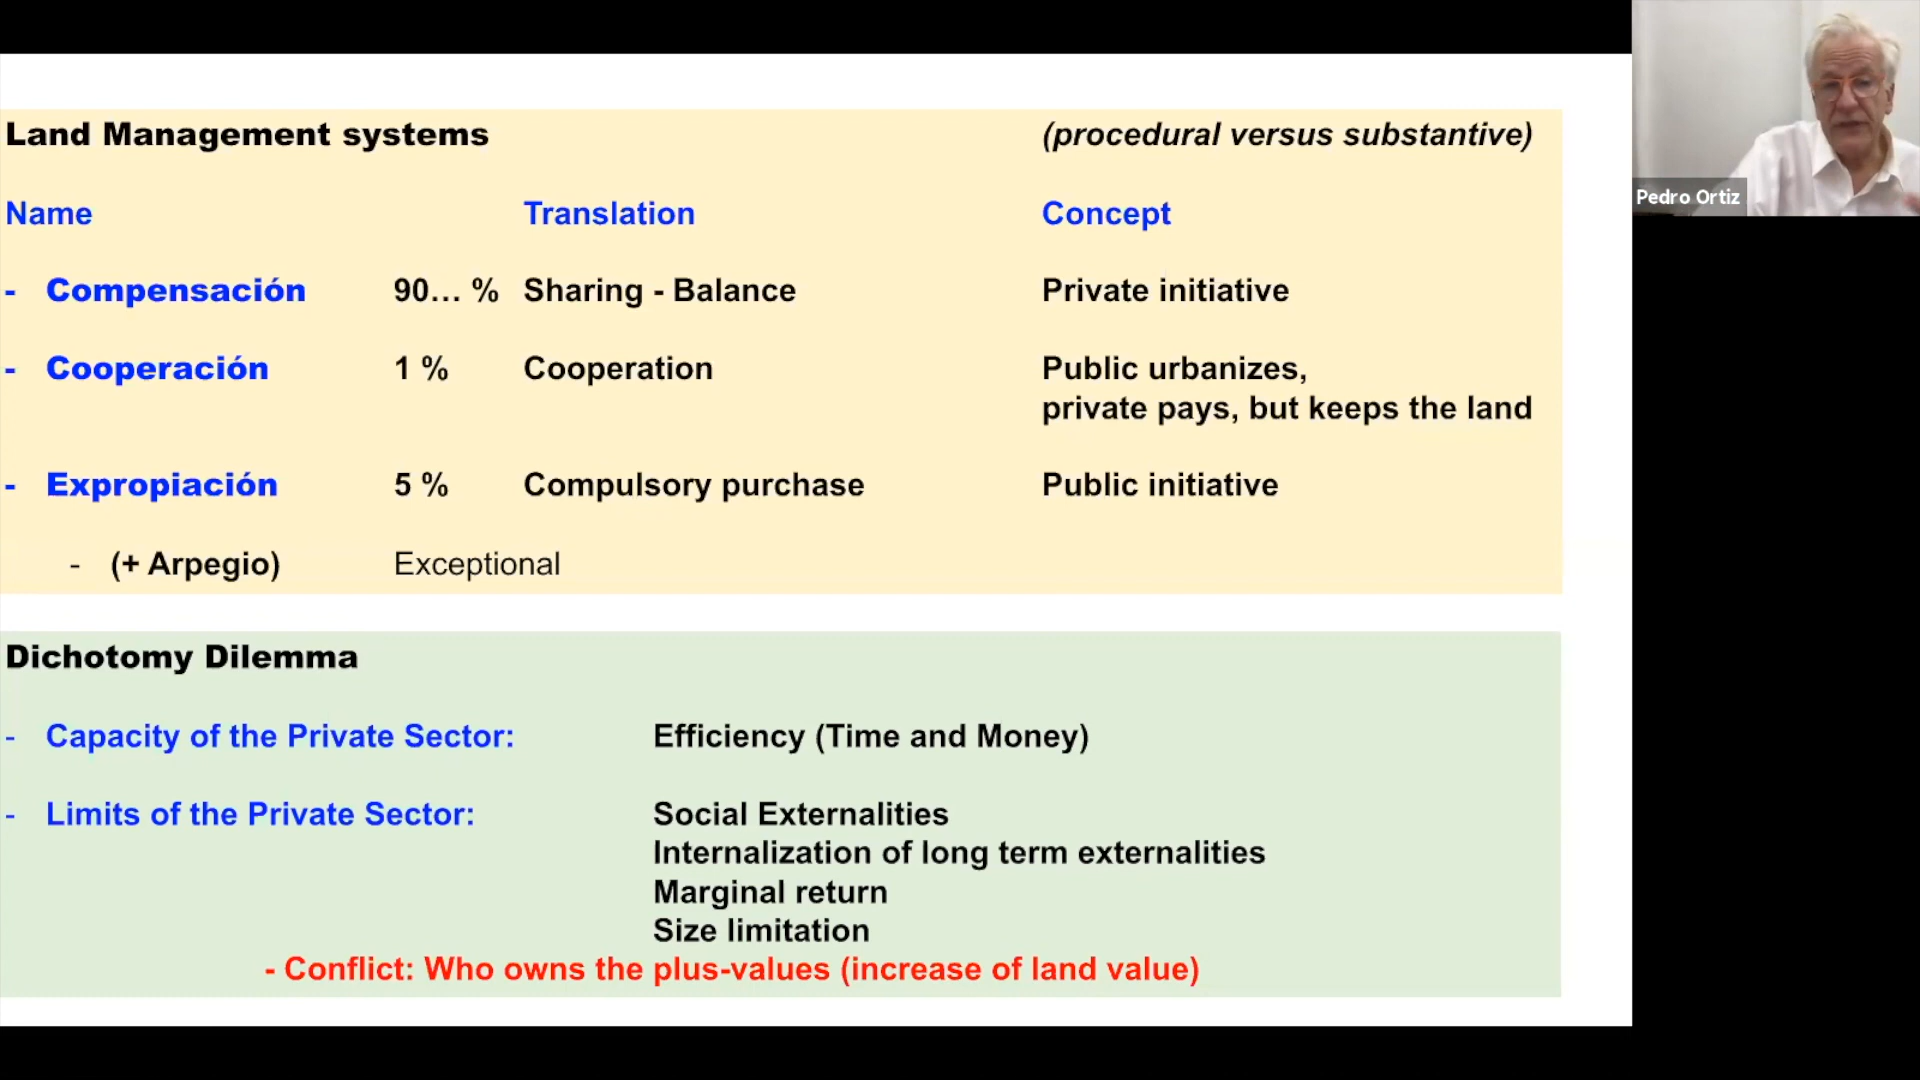 Land Management systems (procedural versus substantive)
Name Translation Concept
- Compensación 90... % Sharing - Balance Private initiative
- Cooperación 1 % Cooperation Public urbanizes,
private pays, but keeps the land
- Expropiación 5 % Compulsory purchase Public initiative
- (+ Arpegio) Exceptional
Dichotomy Dilemma
- Capacity of the Private Sector: Efficiency (Time and Money)
- Limits of the Private Sector: Social Externalities
Internalization of long term externalities
Marginal return
Size limitation
- Conflict: Who owns the plus-values (increase of land value)
Pedro Ortiz